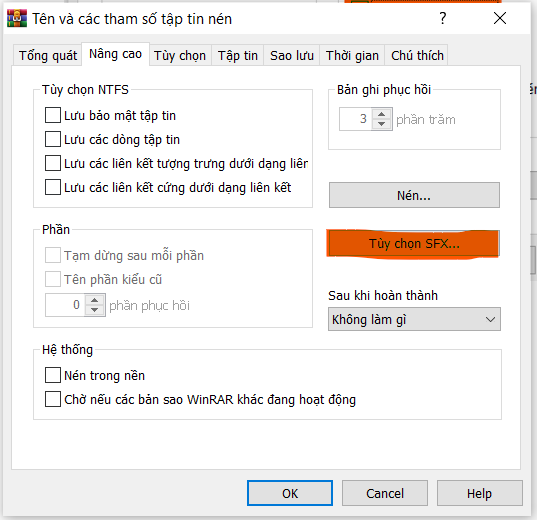 Tên và các tham số tập tin nén
Tổng quát Nâng cao Tùy chọn Tập tin Sao lưu Thời gian Chú thích
Tùy chọn NTFS
Lưu bảo mật tập tin
Lưu các dòng tập tin
Lưu các liên kết tượng trưng dưới dạng liên
Lưu các liên kết cứng dưới dạng liên kết
Bản ghi phục hồi
3 phần trăm
Nén...
Phần
Tạm dừng sau mỗi phần
Tên phần kiểu cũ
0 phần phục hồi
Tùy chọn SFX...
Sau khi hoàn thành
Không làm gì
Hệ thống
Nén trong nền
Chờ nếu các bản sao WinRAR khác đang hoạt động
OK Cancel Help